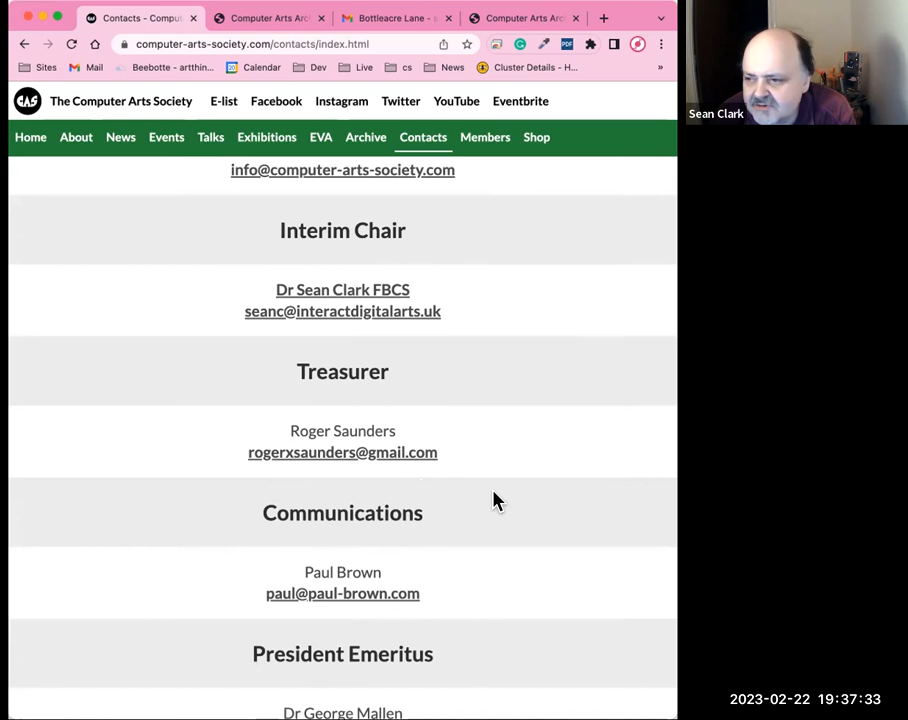 Contacts - Comput
Computer Arts Arc
Bottleacre Lane - s
Computer Arts Arc
computer-arts-society.com/contacts/index.html
Sites Mail Beebotte - artthin... Calendar Dev Live cs News Cluster Details - H... »
CAS The Computer Arts Society E-list Facebook Instagram Twitter YouTube Eventbrite
Home About News Events Talks Exhibitions EVA Archive Contacts Members Shop
info@computer-arts-society.com
Interim Chair
Dr Sean Clark FBCS
seanc@interactdigitalarts.uk
Treasurer
Roger Saunders
rogerxsaunders@gmail.com
Communications
Paul Brown
paul@paul-brown.com
President Emeritus
Dr George Mallen
Sean Clark
2023-02-22 19:37:33